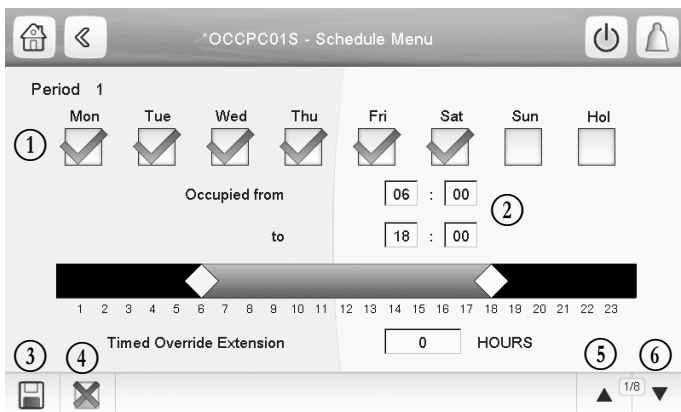 *OCCPC01S - Schedule Menu
Period 1
Mon Tue Wed Thu Fri Sat Sun Hol
1
Occupied from 06 : 00
2
to 18 : 00
1 2 3 4 5 6 7 8 9 10 11 12 13 14 15 16 17 18 19 20 21 22 23
Timed Override Extension 0 HOURS
3 4 5 6
1/8